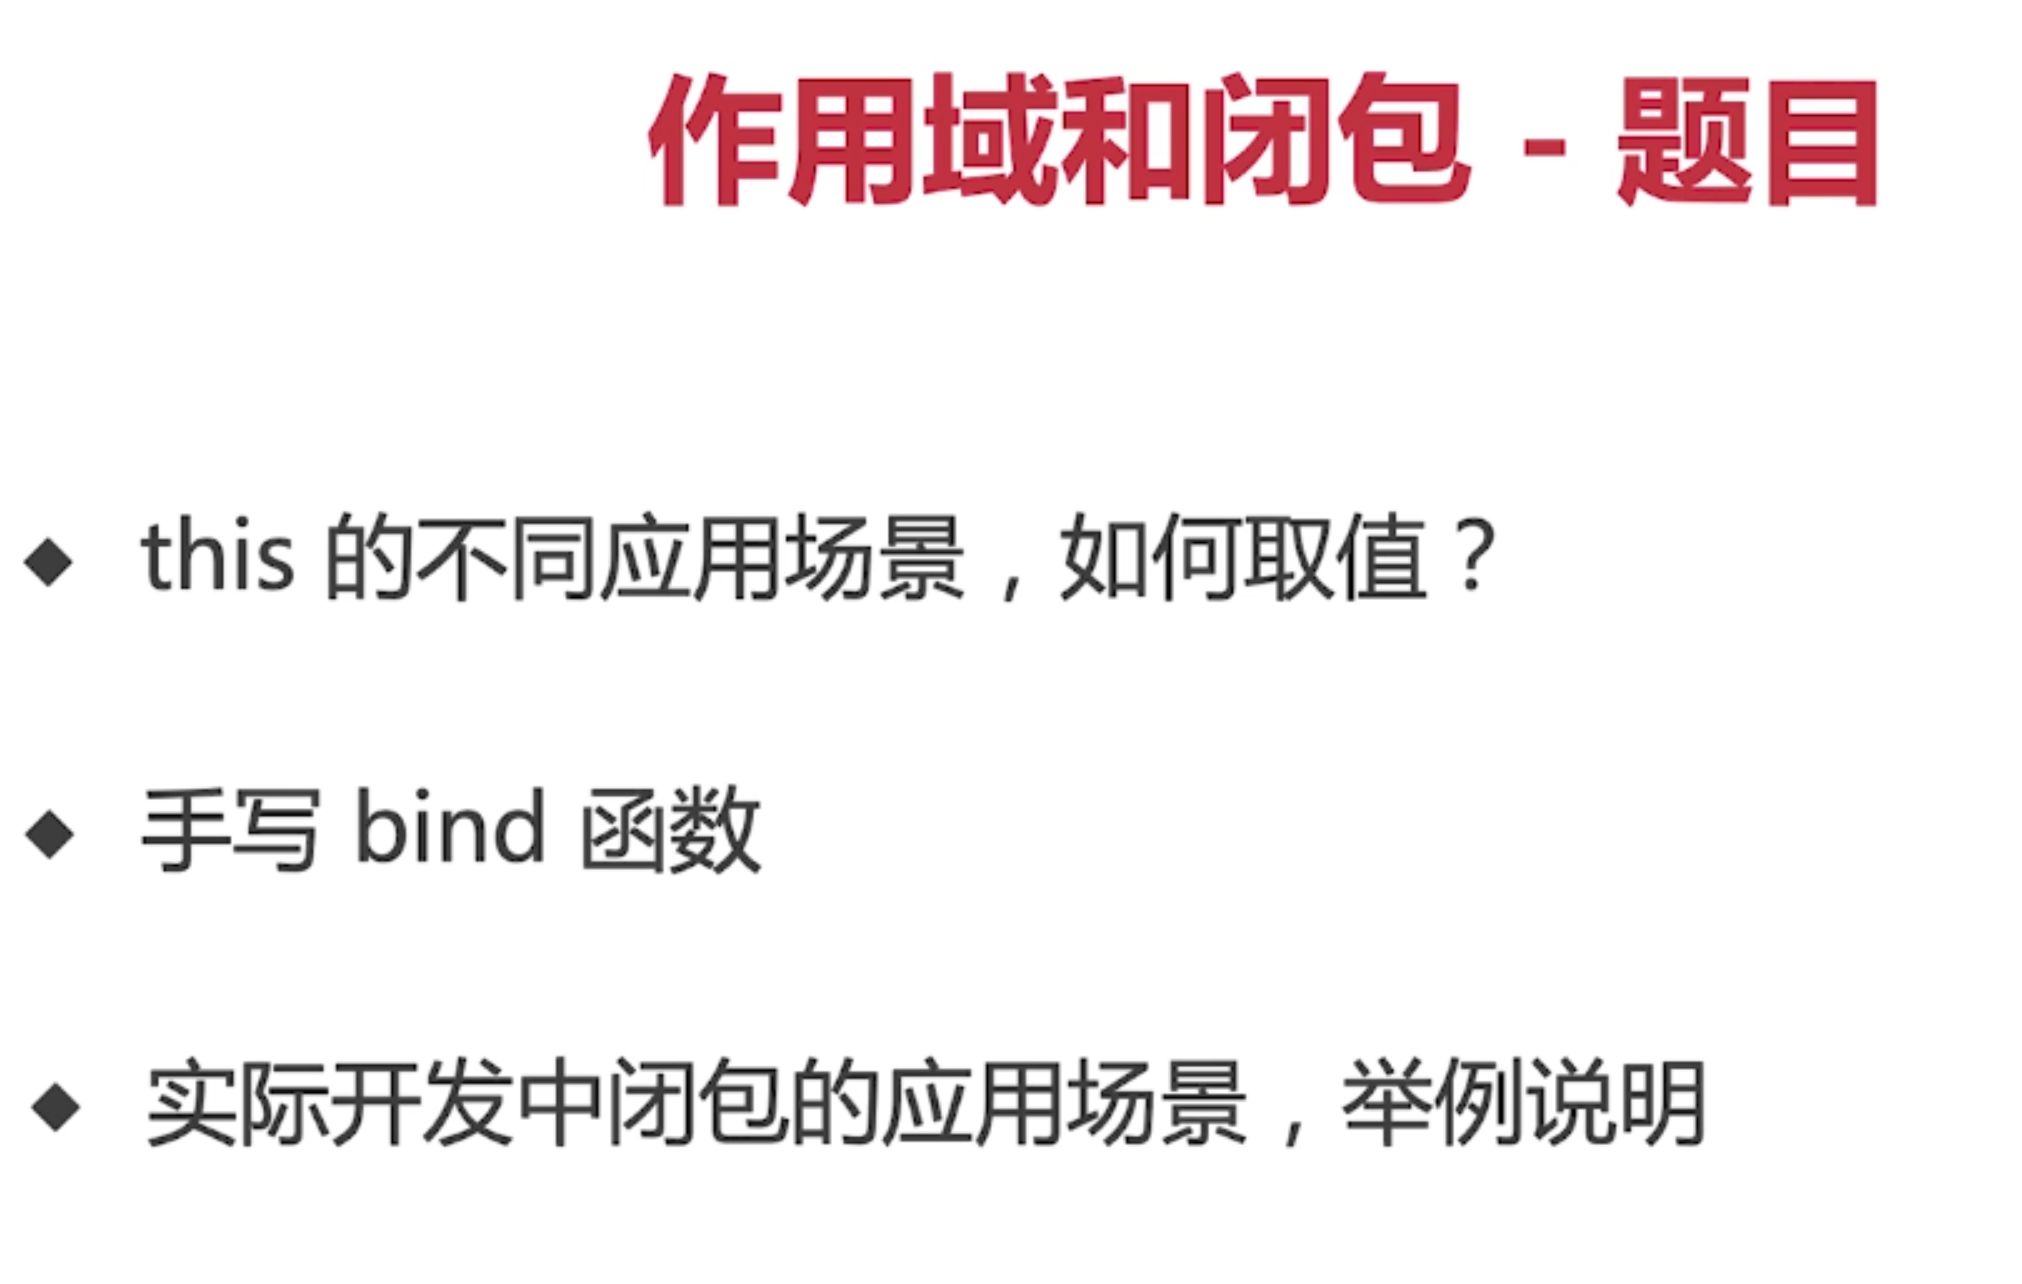 作用域和闭包 - 题目
◆ this 的不同应用场景，如何取值？
◆ 手写 bind 函数
◆ 实际开发中闭包的应用场景，举例说明